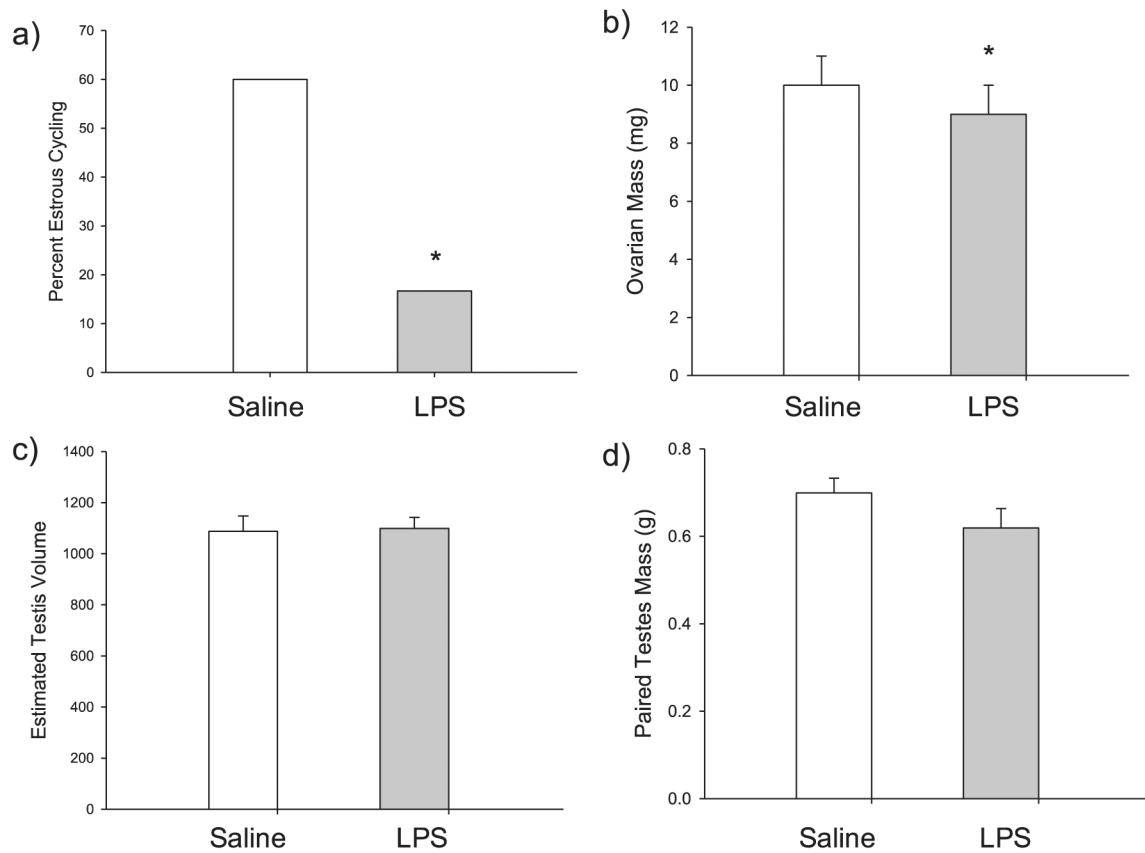 a)
Percent Estrous Cycling
70
60
50
40
30
20
10
0
*
Saline LPS
b)
Ovarian Mass (mg)
12
10
8
6
4
2
0
*
Saline LPS
c)
Estimated Testis Volume
1400
1200
1000
800
600
400
200
0
Saline LPS
d)
Paired Testes Mass (g)
0.8
0.6
0.4
0.2
0.0
Saline LPS